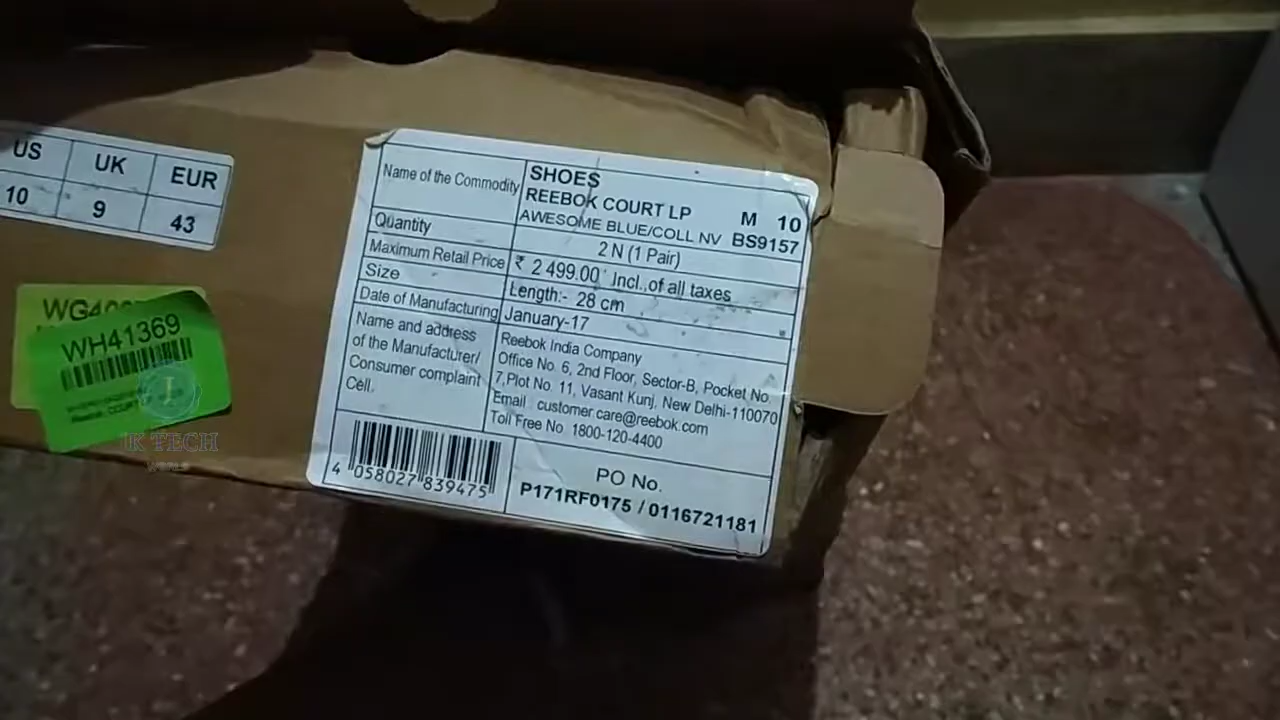 US UK EUR
10 9 43
WG4
WH41369
K TECH
WORLD
Name of the Commodity
SHOES
REEBOK COURT LP M 10
AWESOME BLUE/COLL NV BS9157
Quantity 2 N (1 Pair)
Maximum Retail Price ₹ 2 499.00 Incl.,of all taxes
Size Length:- 28 cm
Date of Manufacturing January-17
Name and address
of the Manufacturer/
Consumer complaint
Cell.
Reebok India Company
Office No. 6, 2nd Floor, Sector-B, Pocket No.
7,Plot No. 11, Vasant Kunj, New Delhi-110070
Email customer.care@reebok.com
Toll Free No. 1800-120-4400
4 058027 839475
PO No.
P171RF0175 / 0116721181